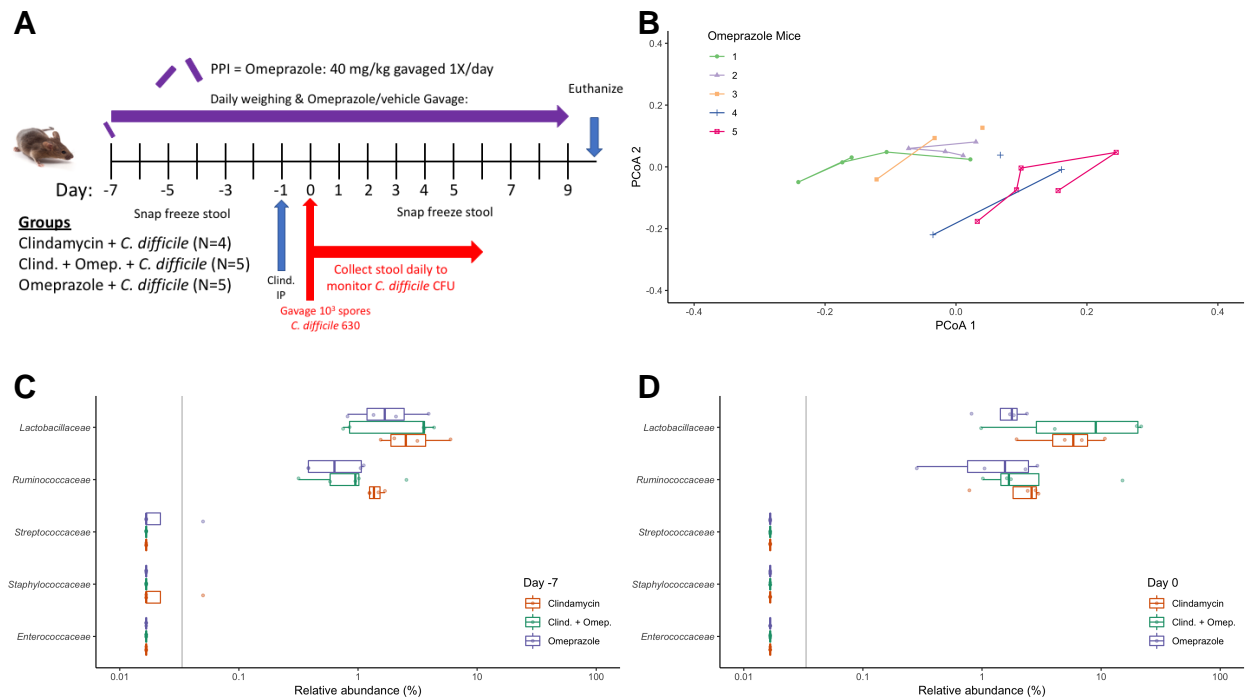 A
PPI = Omeprazole: 40 mg/kg gavaged 1X/day
Daily weighing & Omeprazole/vehicle Gavage:
Euthanize
Day: -7 -5 -3 -1 0 1 2 3 4 5 7 9
Snap freeze stool
Snap freeze stool
Groups
Clindamycin + C. difficile (N=4)
Clind. + Omep. + C. difficile (N=5)
Omeprazole + C. difficile (N=5)
Clind.
IP
Collect stool daily to
monitor C. difficile CFU
Gavage 10³ spores
C. difficile 630
B
Omeprazole Mice
1
2
3
4
5
PCoA 2
0.4
0.2
0.0
-0.2
-0.4
-0.4 -0.2 0.0 0.2 0.4
PCoA 1
C
Lactobacillaceae
Ruminococcaceae
Streptococcaceae
Staphylococcaceae
Enterococcaceae
Day -7
Clindamycin
Clind. + Omep.
Omeprazole
0.01 0.1 1 10 100
Relative abundance (%)
D
Lactobacillaceae
Ruminococcaceae
Streptococcaceae
Staphylococcaceae
Enterococcaceae
Day 0
Clindamycin
Clind. + Omep.
Omeprazole
0.01 0.1 1 10 100
Relative abundance (%)